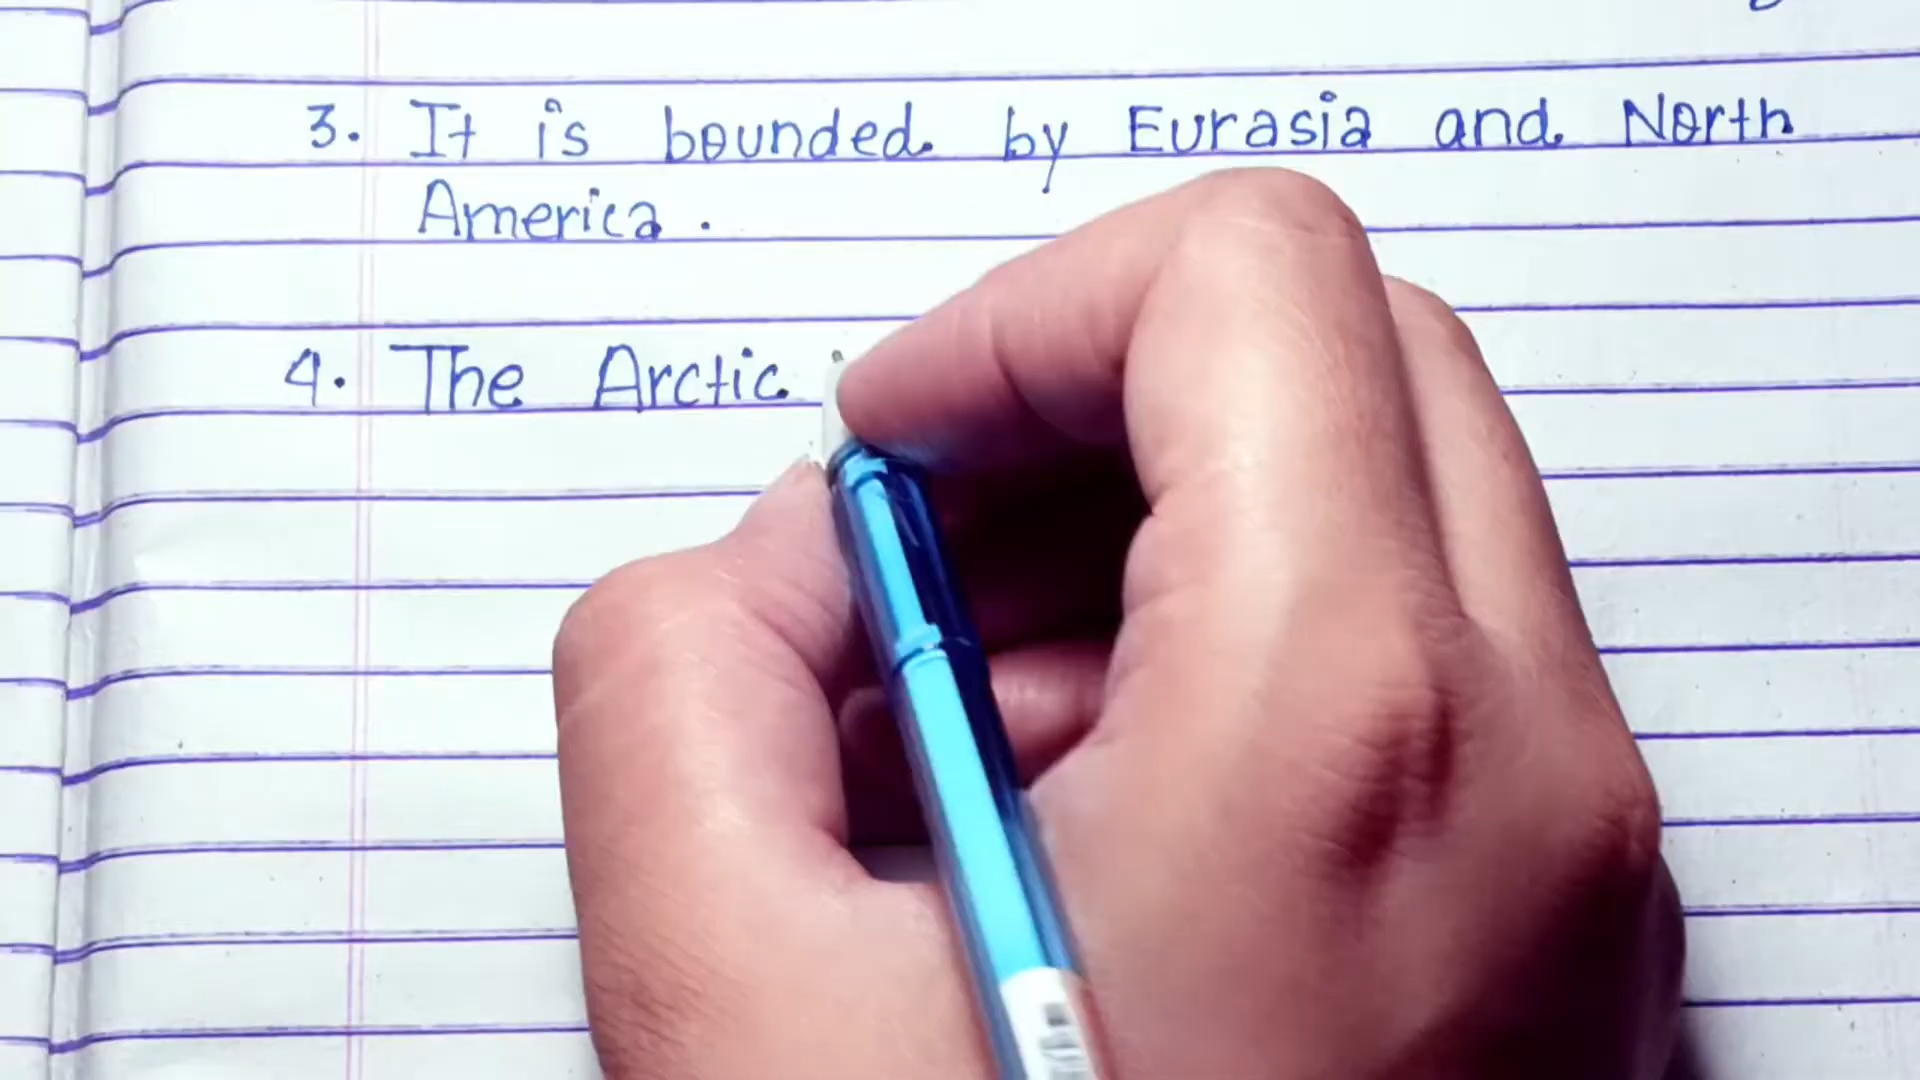 3. It is bounded by Eurasia and North
America.
4. The Arctic